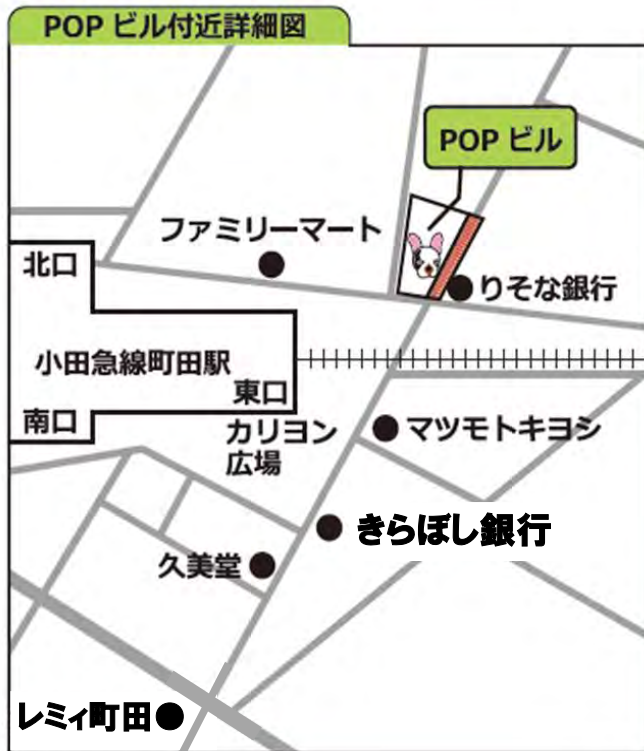 POP ビル付近詳細図
POP ビル
ファミリーマート
北口
りそな銀行
小田急線町田駅
東口
南口
カリヨン
広場
マツモトキヨシ
きらぼし銀行
久美堂
レミィ町田